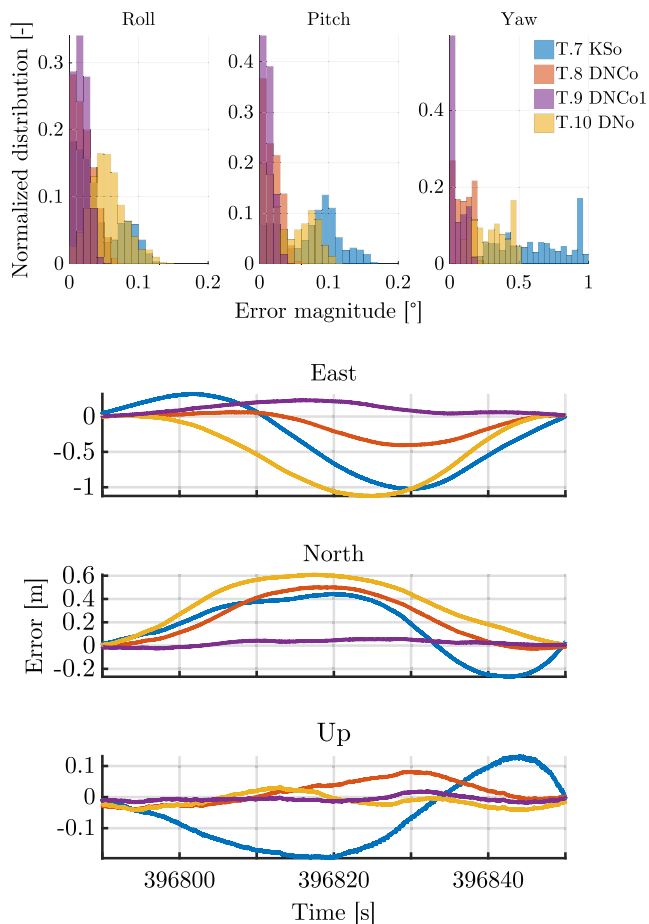 Roll Pitch Yaw
Normalized distribution [-]
0.3
0.2
0.1
0
0.4
0.3
0.2
0.1
0
0.4
0.2
0
T.7 KSo
T.8 DNCo
T.9 DNCo1
T.10 DNo
0 0.1 0.2 0 0.1 0.2 0 0.5 1
Error magnitude [°]
East
0
-0.5
-1
North
0.6
0.4
0.2
0
-0.2
Error [m]
Up
0.1
0
-0.1
396800 396820 396840
Time [s]